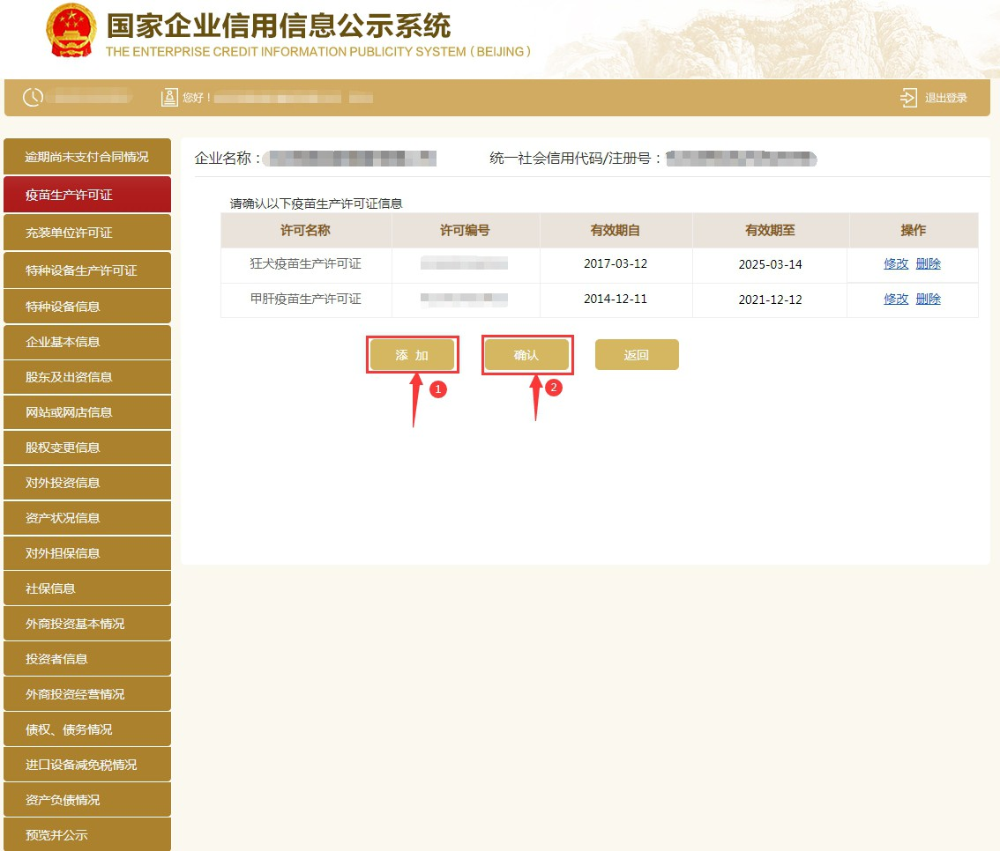 国家企业信用信息公示系统
THE ENTERPRISE CREDIT INFORMATION PUBLICITY SYSTEM ( BEIJING )
您好！
退出登录
逾期尚未支付合同情况
疫苗生产许可证
充装单位许可证
特种设备生产许可证
特种设备信息
企业基本信息
股东及出资信息
网站或网店信息
股权变更信息
对外投资信息
资产状况信息
对外担保信息
社保信息
外商投资基本情况
投资者信息
外商投资经营情况
债权、债务情况
进口设备减免税情况
资产负债情况
预览并公示
企业名称： 统一社会信用代码/注册号：
请确认以下疫苗生产许可证信息
许可名称 许可编号 有效期自 有效期至 操作
狂犬疫苗生产许可证 2017-03-12 2025-03-14 修改 删除
甲肝疫苗生产许可证 2014-12-11 2021-12-12 修改 删除
添 加 确认 返回
1 2